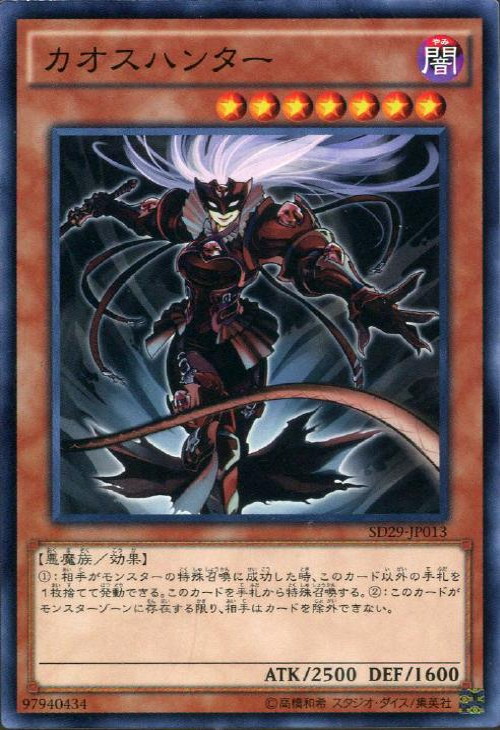 カオスハンター
闇
やみ
SD29-JP013
【悪魔族/効果】
①:相手がモンスターの特殊召喚に成功した時、このカード以外の手札を
1枚捨てて発動できる。このカードを手札から特殊召喚する。②:このカードが
モンスターゾーンに存在する限り、相手はカードを除外できない。
ATK/2500 DEF/1600
97940434
©高橋和希 スタジオ・ダイス/集英社